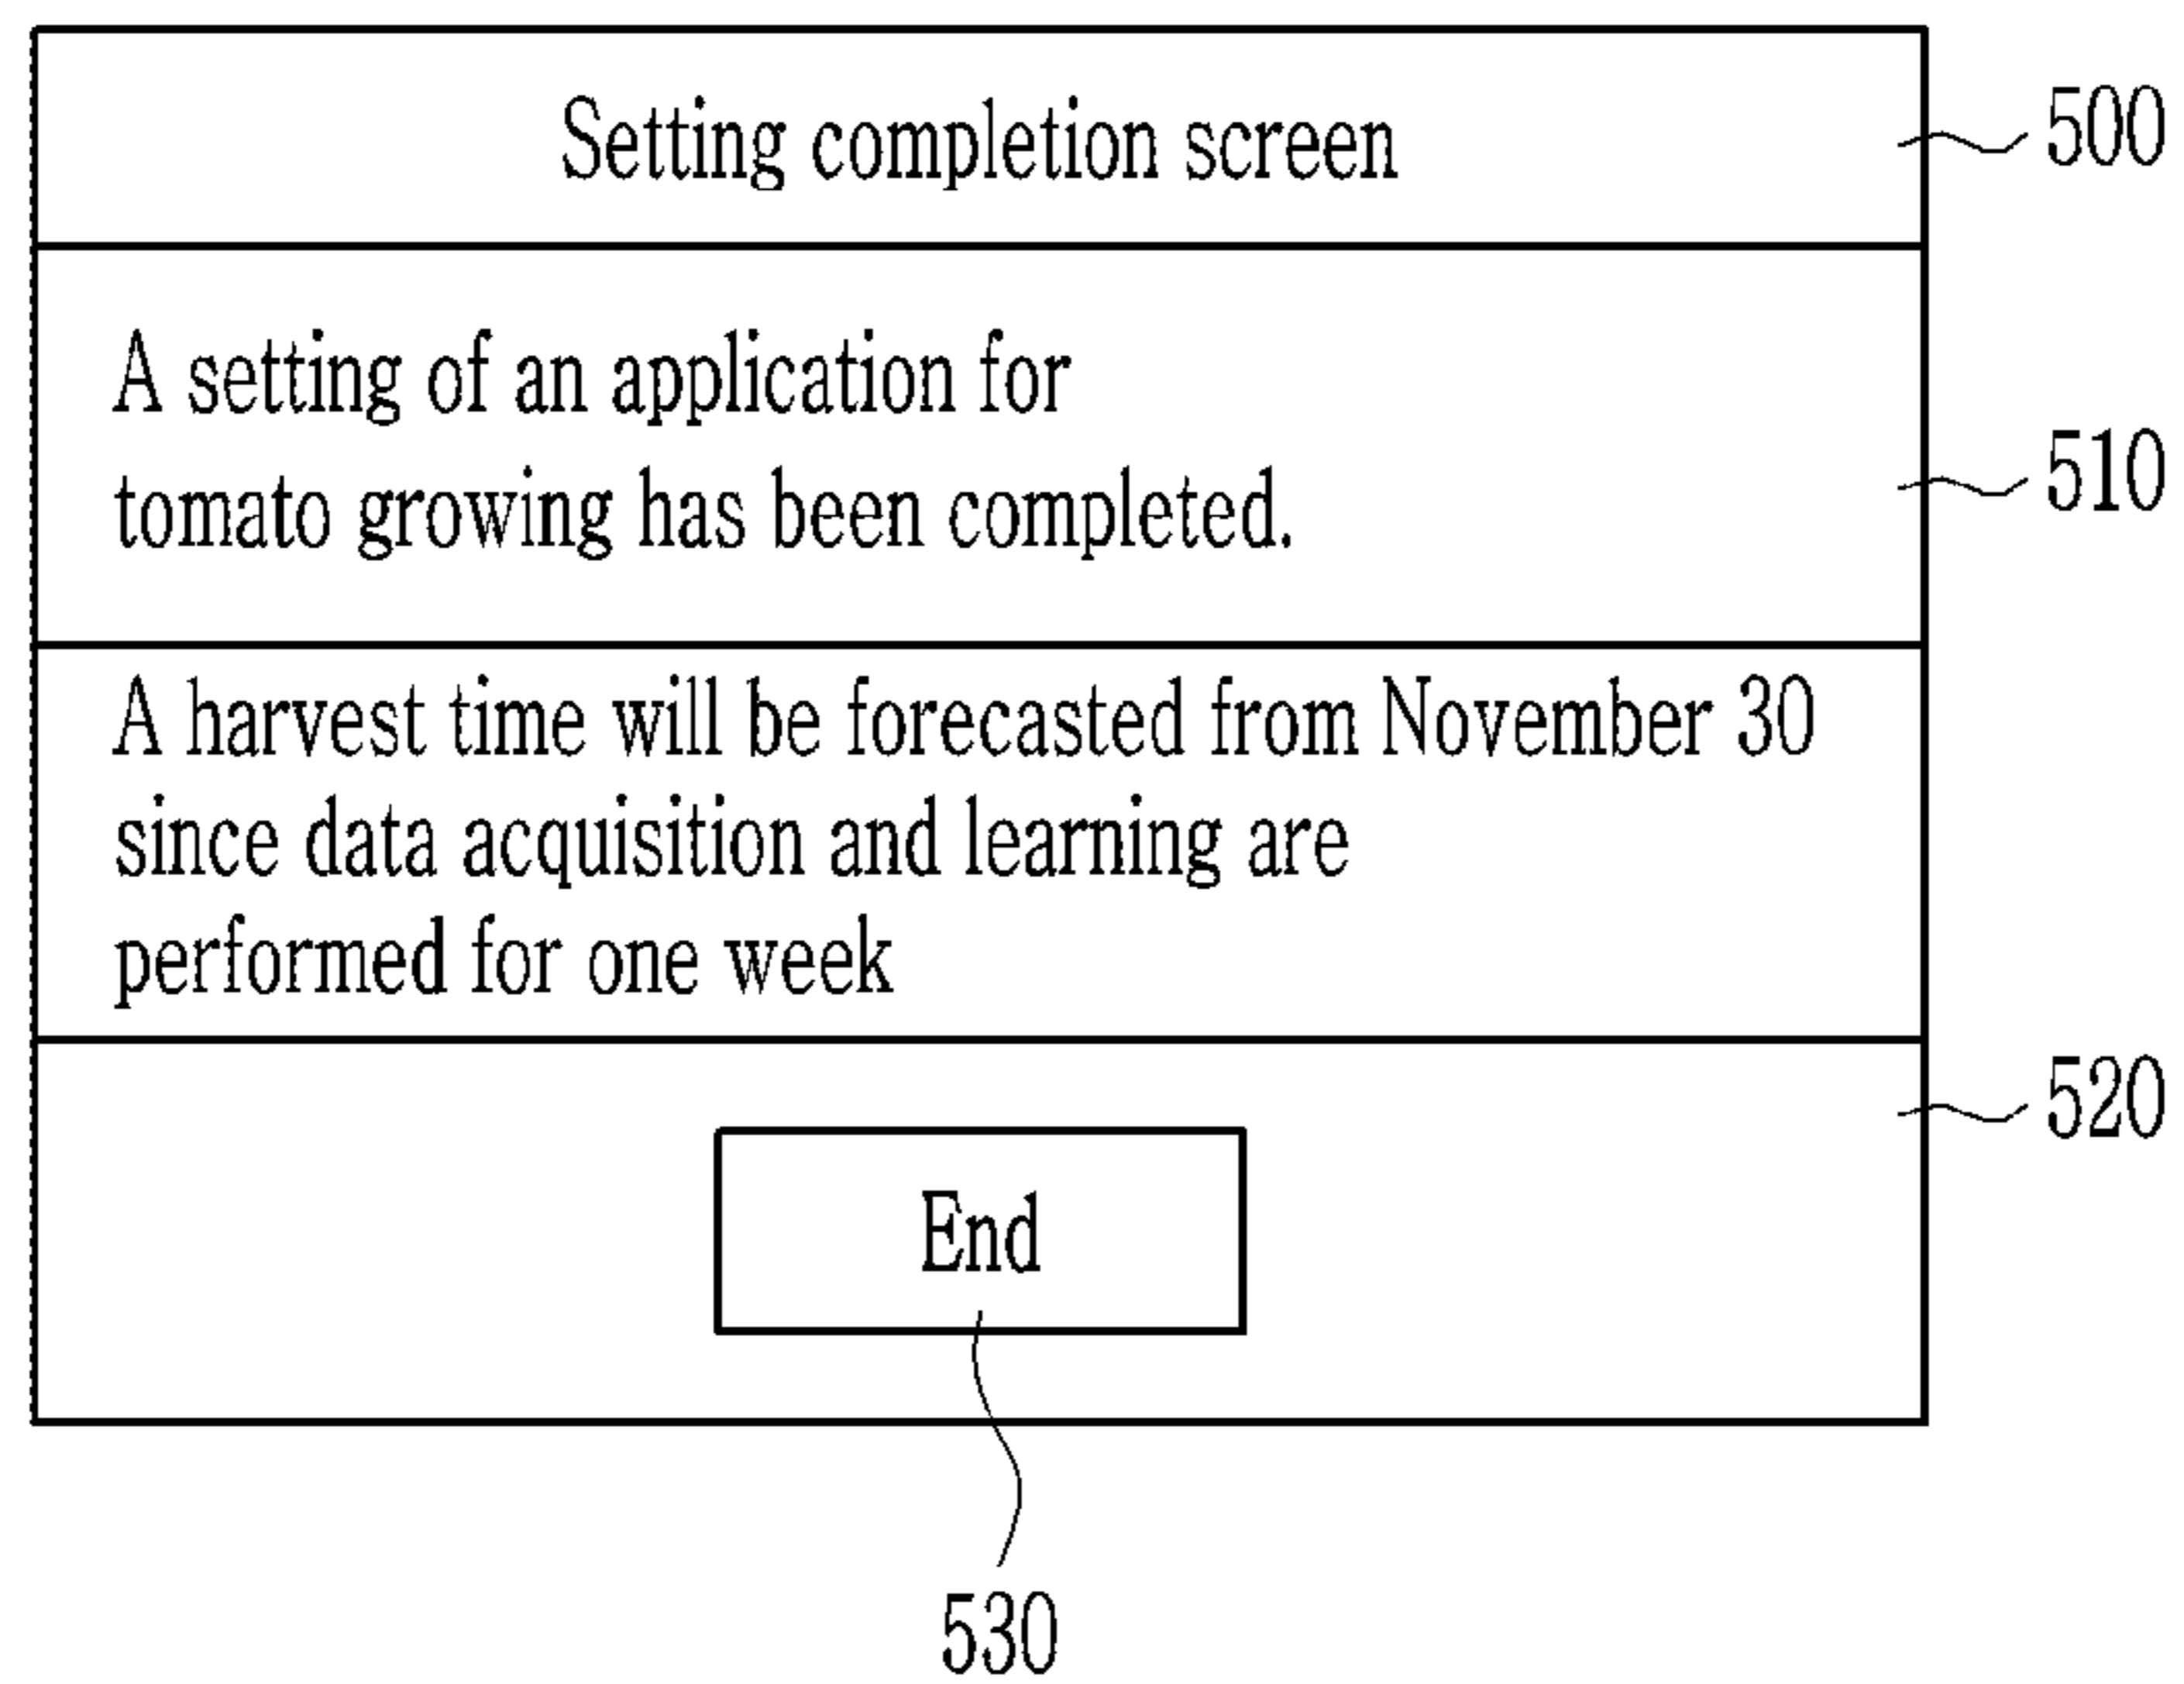 Setting completion screen
500
A setting of an application for
tomato growing has been completed.
510
A harvest time will be forecasted from November 30
since data acquisition and learning are
performed for one week
520
End
530